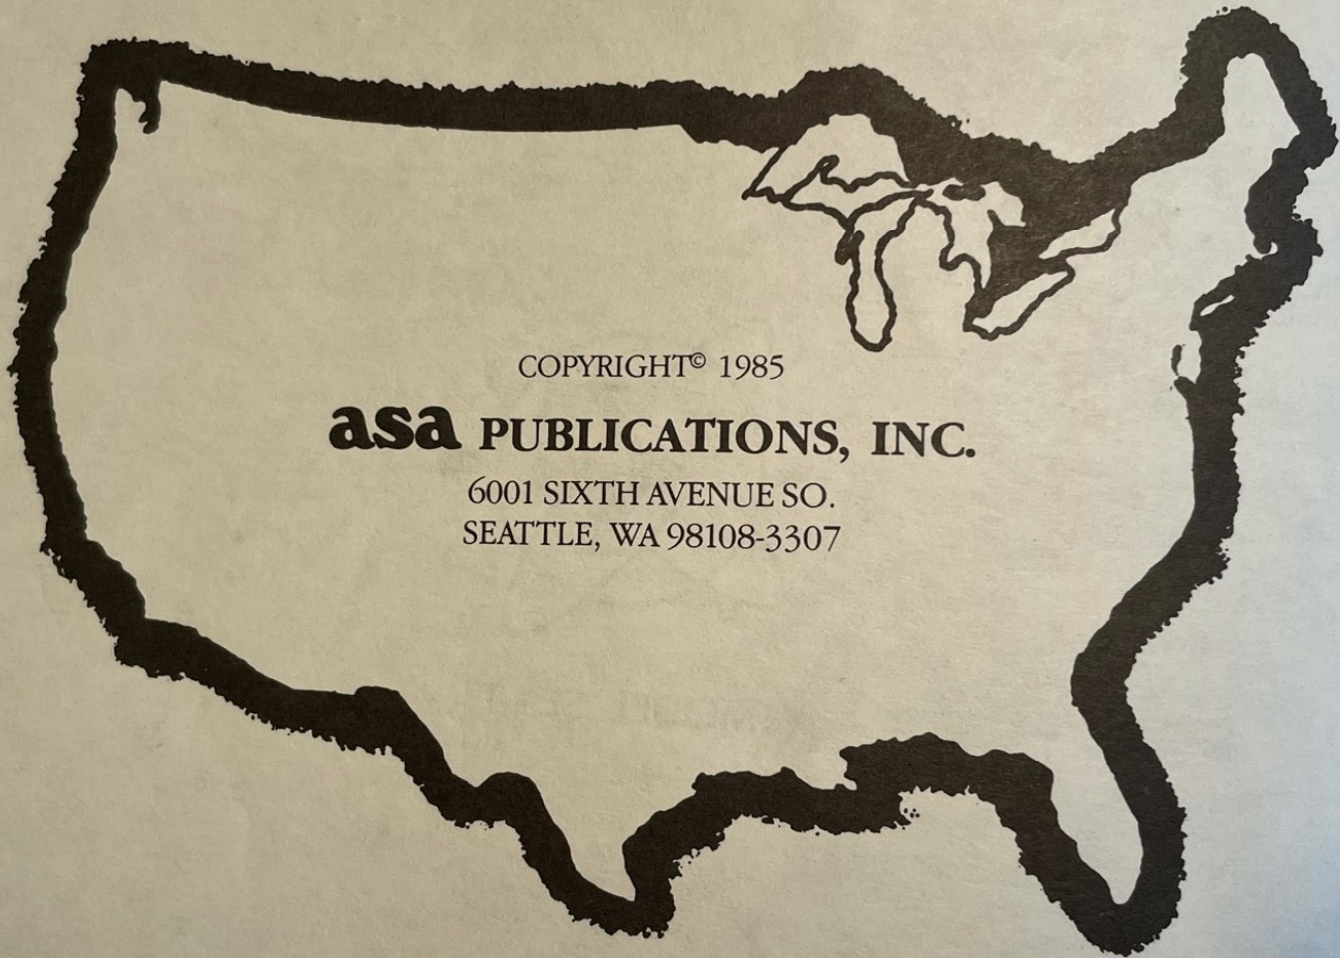 COPYRIGHT© 1985
asa PUBLICATIONS, INC.
6001 SIXTH AVENUE SO.
SEATTLE, WA 98108-3307